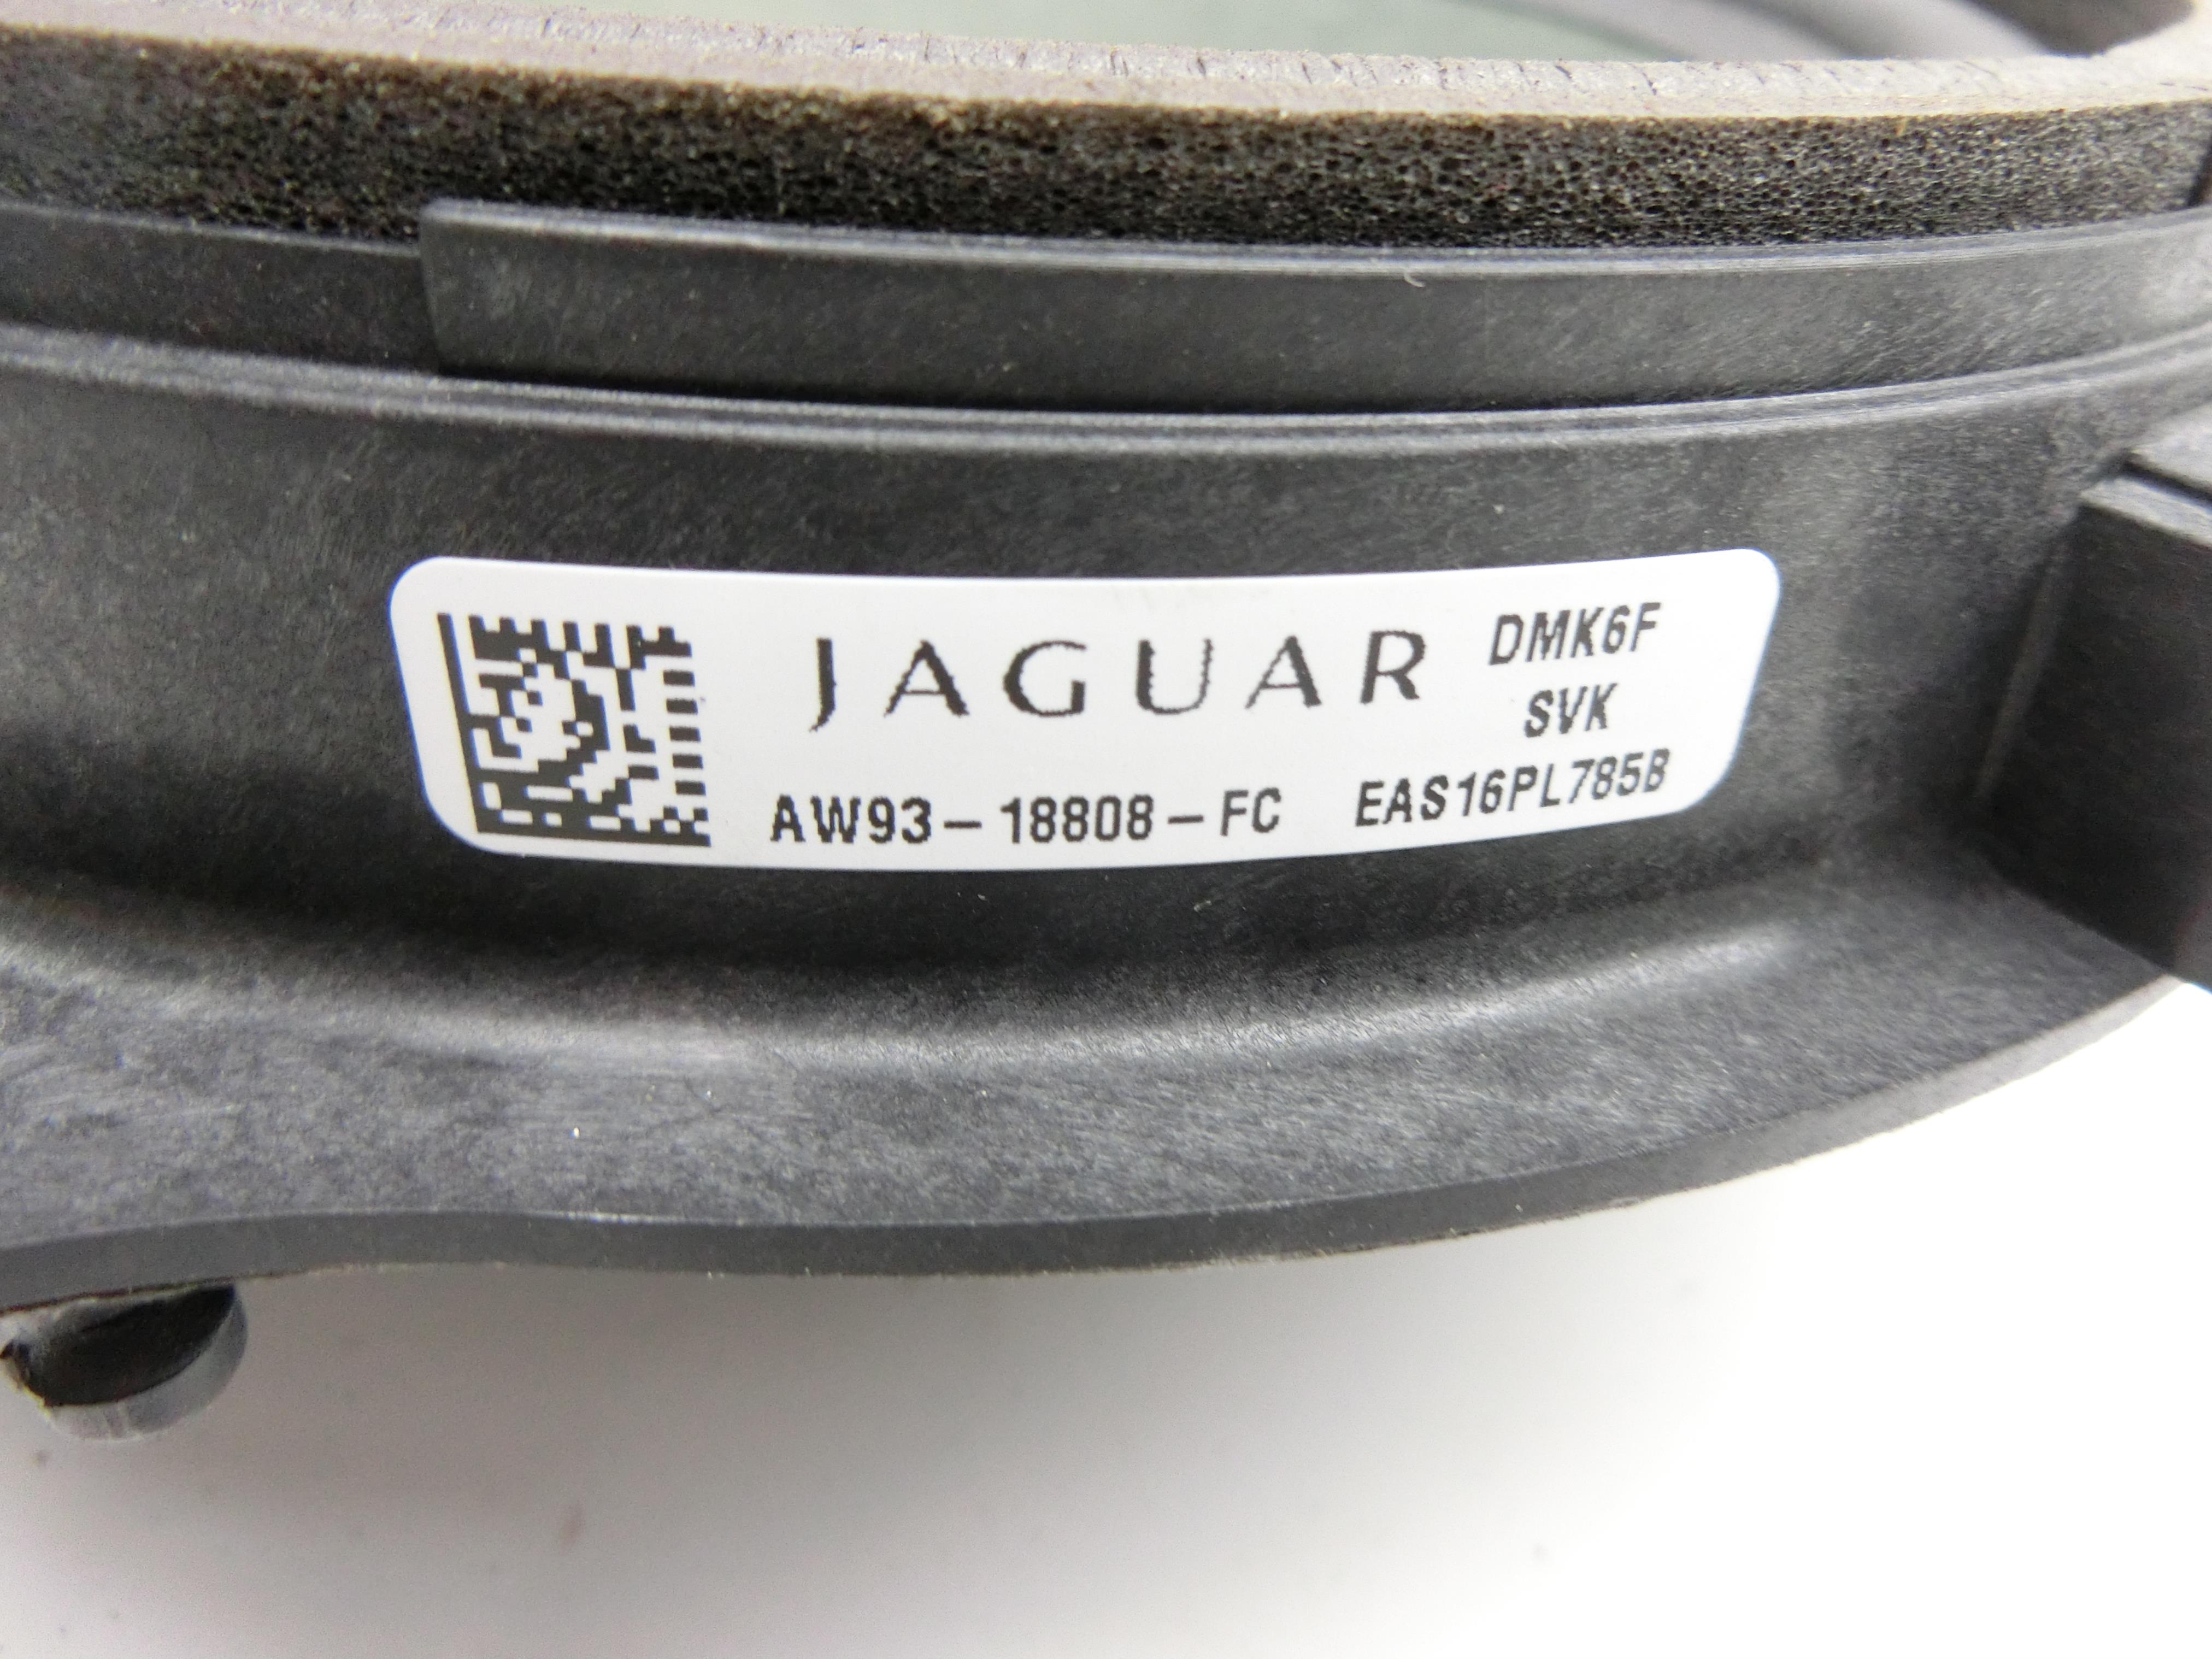 JAGUAR
DMK6F
SVK
AW93-18808-FC EAS16PL785B